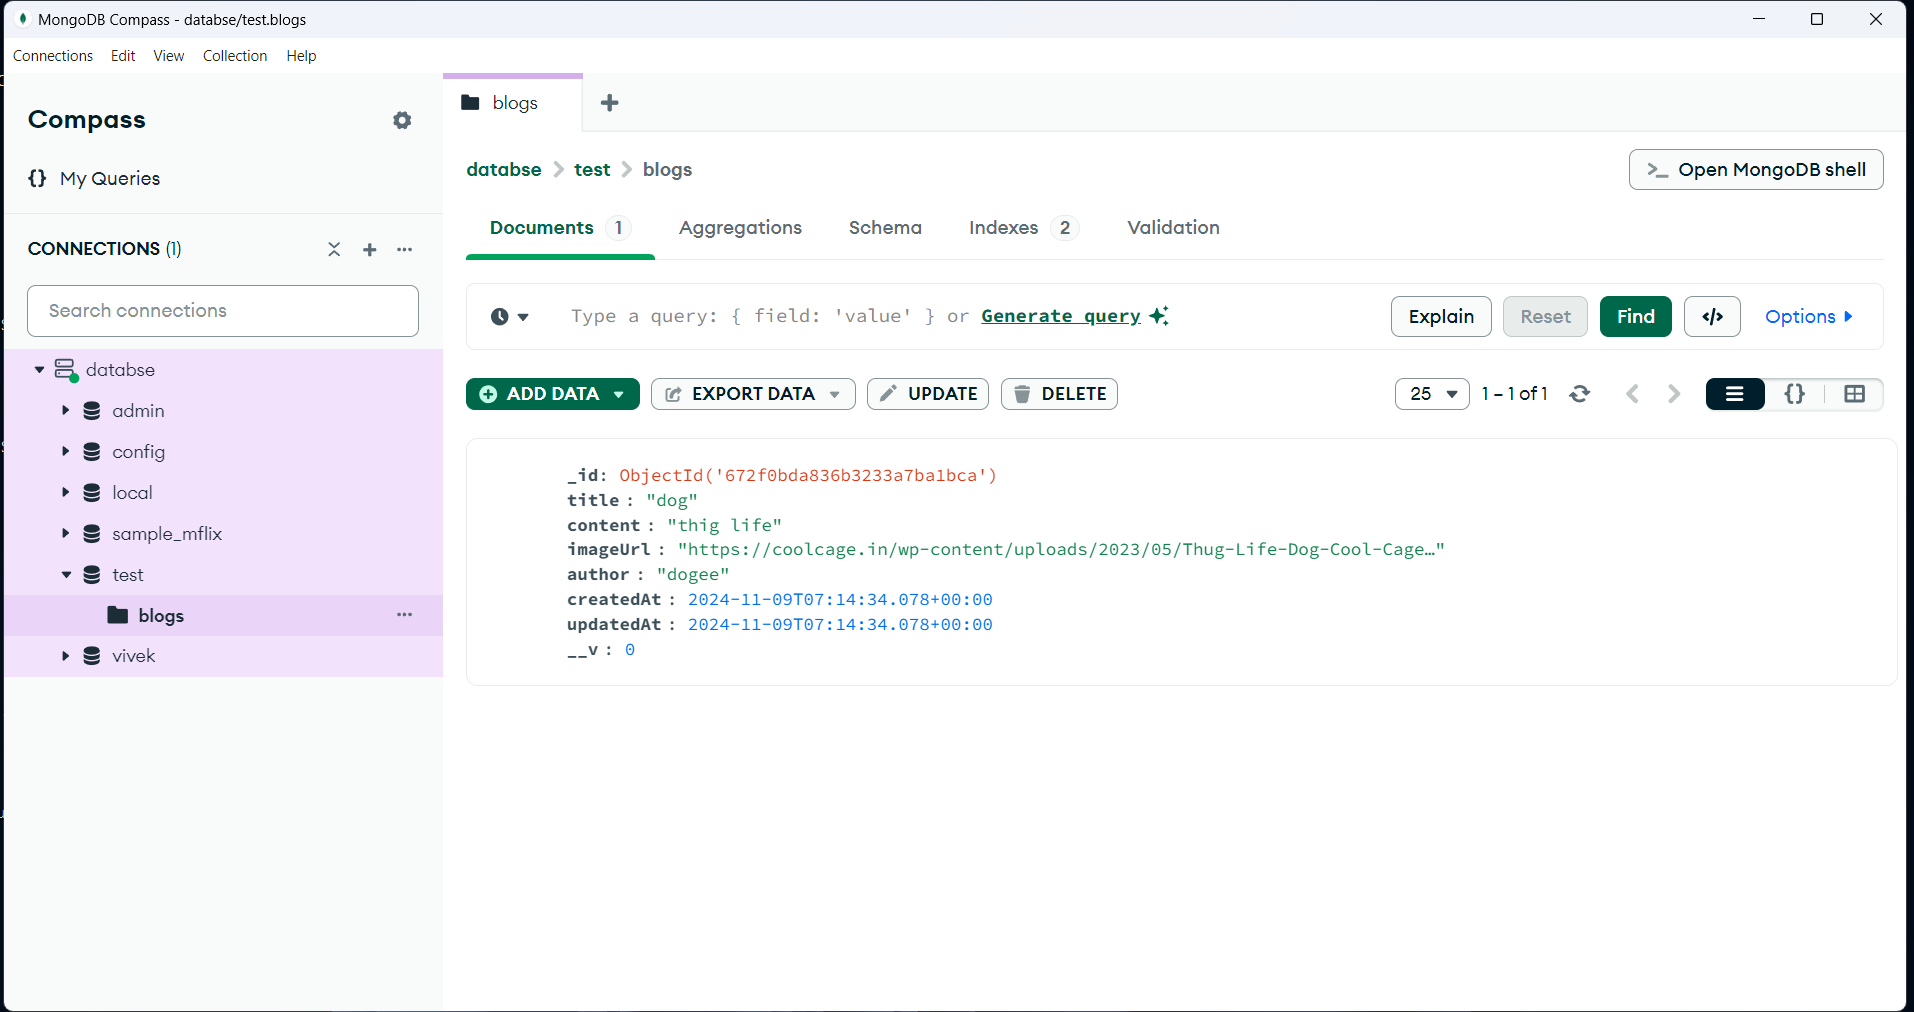 MongoDB Compass - databse/test.blogs
Connections Edit View Collection Help
Compass
{} My Queries
CONNECTIONS (1)
Search connections
databse
admin
config
local
sample_mflix
test
blogs
vivek
blogs
databse > test > blogs
>_ Open MongoDB shell
Documents 1 Aggregations Schema Indexes 2 Validation
Type a query: { field: 'value' } or Generate query
Explain Reset Find </> Options
ADD DATA EXPORT DATA UPDATE DELETE
25 1 – 1 of 1 {}
_id: ObjectId('672f0bda836b3233a7ba1bca')
title : "dog"
content : "thig life"
imageUrl : "https://coolcage.in/wp-content/uploads/2023/05/Thug-Life-Dog-Cool-Cage…"
author : "dogee"
createdAt : 2024-11-09T07:14:34.078+00:00
updatedAt : 2024-11-09T07:14:34.078+00:00
__v : 0